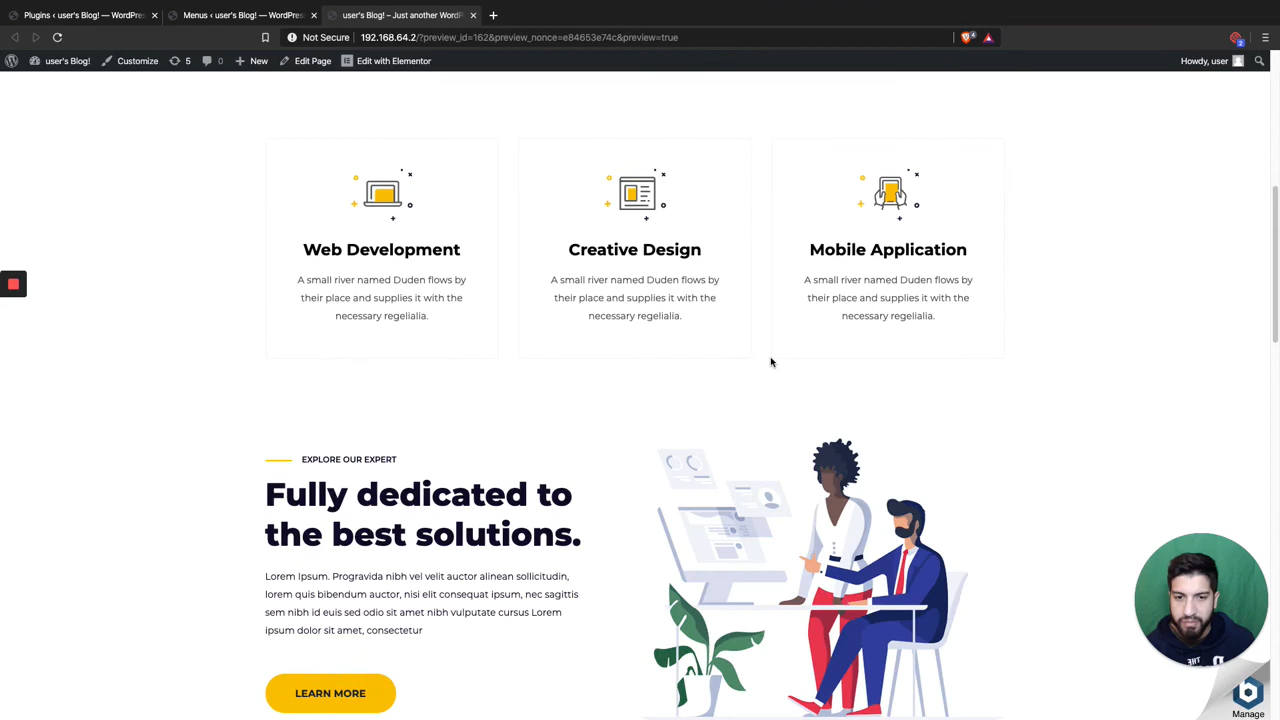 Plugins ‹ user's Blog! — WordPres
Menus ‹ user's Blog! — WordPress
user's Blog! – Just another WordP
Not Secure 192.168.64.2/?preview_id=162&preview_nonce=e84653e74c&preview=true
4
2
user's Blog! Customize 5 0 New Edit Page Edit with Elementor Howdy, user
Web Development
A small river named Duden flows by
their place and supplies it with the
necessary regelialia.
Creative Design
A small river named Duden flows by
their place and supplies it with the
necessary regelialia.
Mobile Application
A small river named Duden flows by
their place and supplies it with the
necessary regelialia.
EXPLORE OUR EXPERT
Fully dedicated to
the best solutions.
Lorem Ipsum. Progravida nibh vel velit auctor alinean sollicitudin,
lorem quis bibendum auctor, nisi elit consequat ipsum, nec sagittis
sem nibh id euis sed odio sit amet nibh vulputate cursus Lorem
ipsum dolor sit amet, consectetur
LEARN MORE
Manage